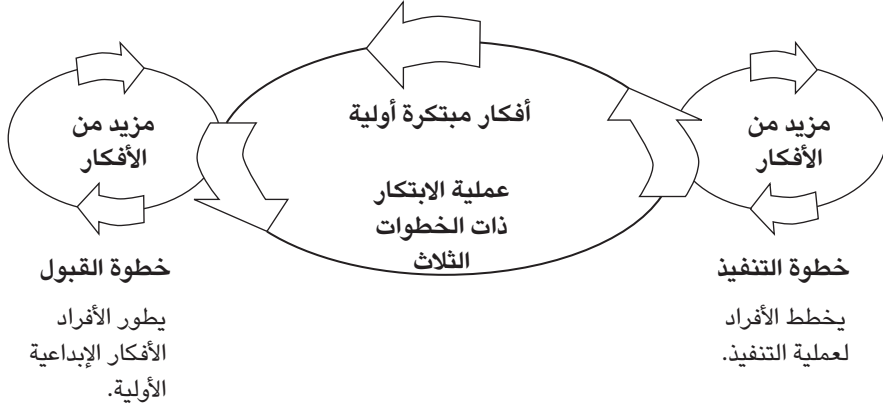 أفكار مبتكرة أولية
عملية الابتكار
ذات الخطوات
الثلاث
مزيد من
الأفكار
خطوة التنفيذ
يخطط الأفراد
لعملية التنفيذ.
مزيد من
الأفكار
خطوة القبول
يطور الأفراد
الأفكار الإبداعية
الأولية.